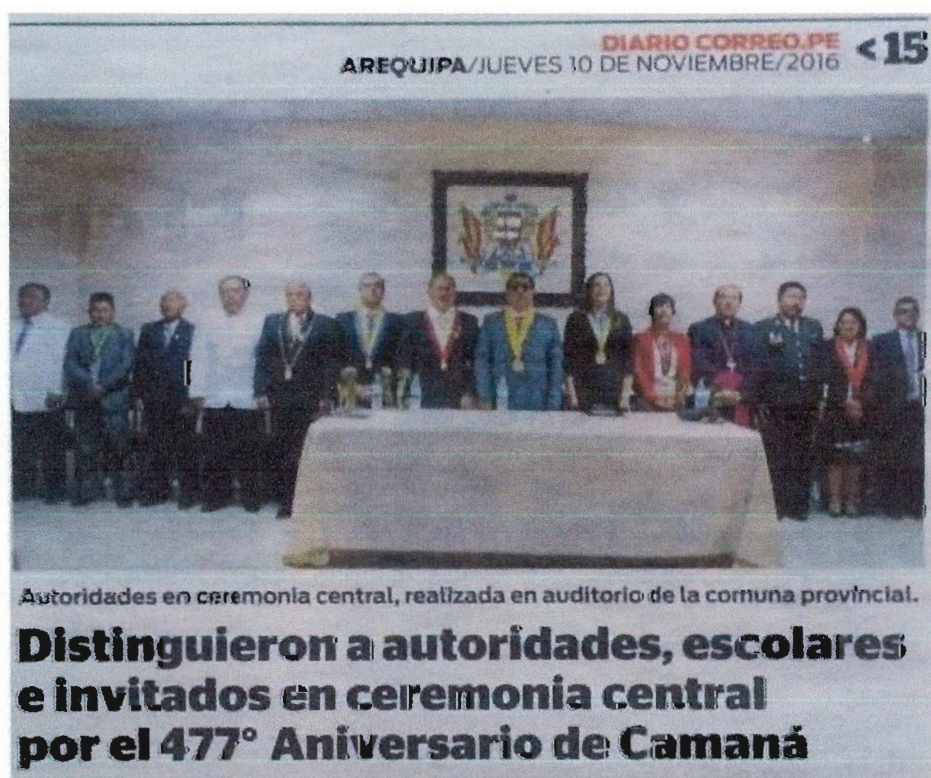 DIARIO CORREO.PE
AREQUIPA/JUEVES 10 DE NOVIEMBRE/2016 <15
Autoridades en ceremonia central, realizada en auditorio de la comuna provincial.
Distinguieron a autoridades, escolares
e invitados en ceremonia central
por el 477° Aniversario de Camaná